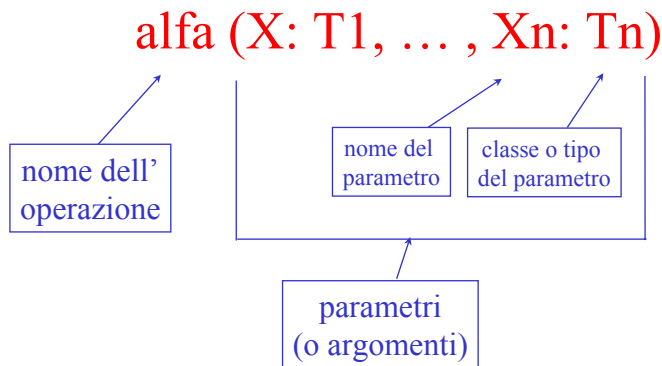 alfa (X: T1, … , Xn: Tn)
nome dell’
operazione
nome del
parametro
classe o tipo
del parametro
parametri
(o argomenti)